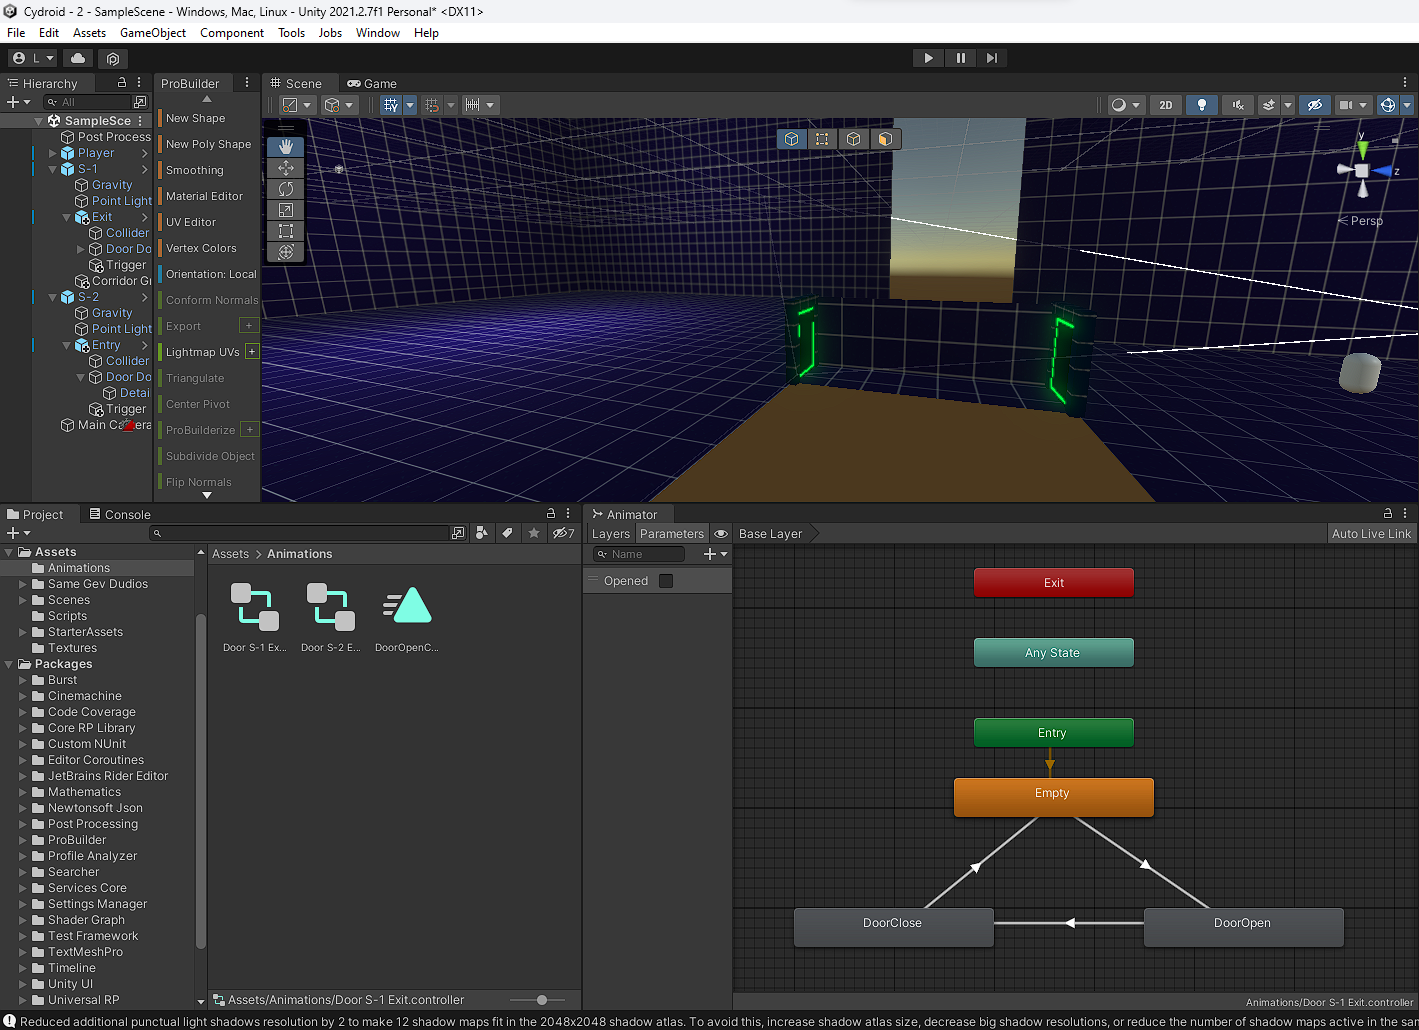 Cydroid - 2 - SampleScene - Windows, Mac, Linux - Unity 2021.2.7f1 Personal* <DX11>
File Edit Assets GameObject Component Tools Jobs Window Help
L
Hierarchy
All
SampleSce
Post Process
Player
S-1
Gravity
Point Light
Exit
Collider
Door Do
Trigger
Corridor Gr
S-2
Gravity
Point Light
Entry
Collider
Door Do
Detai
Trigger
Main Camera
ProBuilder
New Shape
New Poly Shape
Smoothing
Material Editor
UV Editor
Vertex Colors
Orientation: Local
Conform Normals
Export +
Lightmap UVs +
Triangulate
Center Pivot
ProBuilderize +
Subdivide Object
Flip Normals
Scene Game
2D
y
z
< Persp
Project Console
7
Assets
Animations
Same Gev Dudios
Scenes
Scripts
StarterAssets
Textures
Packages
Burst
Cinemachine
Code Coverage
Core RP Library
Custom NUnit
Editor Coroutines
JetBrains Rider Editor
Mathematics
Newtonsoft Json
Post Processing
ProBuilder
Profile Analyzer
Searcher
Services Core
Settings Manager
Shader Graph
Test Framework
TextMeshPro
Timeline
Unity UI
Universal RP
Assets > Animations
Door S-1 Ex... Door S-2 E... DoorOpenC...
Assets/Animations/Door S-1 Exit.controller
Animator
Layers Parameters Base Layer Auto Live Link
Name
Opened
Exit
Any State
Entry
Empty
DoorClose DoorOpen
Animations/Door S-1 Exit.controller
Reduced additional punctual light shadows resolution by 2 to make 12 shadow maps fit in the 2048x2048 shadow atlas. To avoid this, increase shadow atlas size, decrease big shadow resolutions, or reduce the number of shadow maps active in the sar